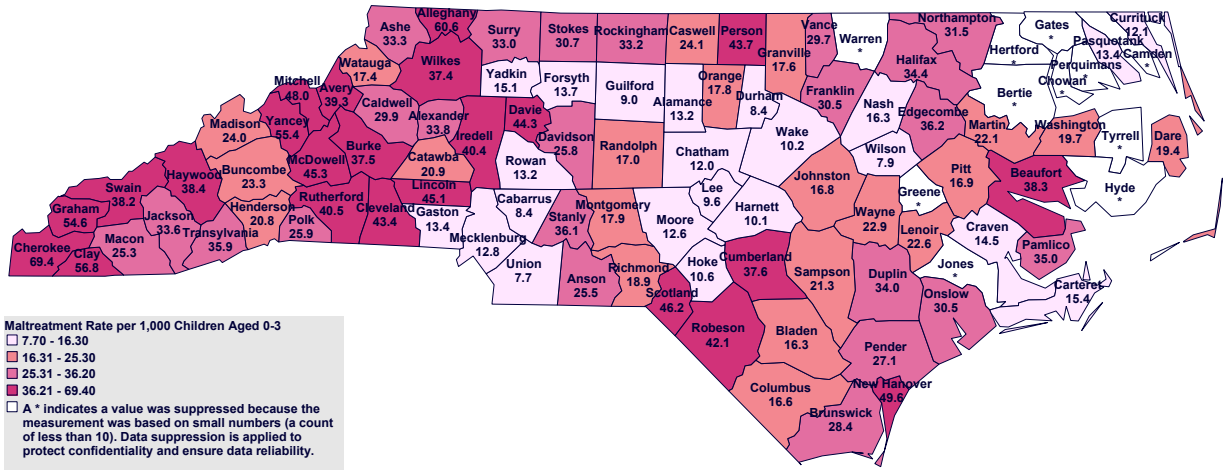 Alleghany
60.6
Ashe
33.3
Surry
33.0
Stokes
30.7
Rockingham
33.2
Caswell
24.1
Person
43.7
Granville
17.6
Vance
29.7
Warren
*
Northampton
31.5
Gates
*
Currituck
12.1
Pasquotank
13.4
Camden
*
Hertford
*
Perquimans
*
Chowan
*
Halifax
34.4
Bertie
*
Watauga
17.4
Wilkes
37.4
Yadkin
15.1
Forsyth
13.7
Guilford
9.0
Alamance
13.2
Orange
17.8
Durham
8.4
Franklin
30.5
Nash
16.3
Edgecombe
36.2
Martin
22.1
Washington
19.7
Tyrrell
*
Dare
19.4
Mitchell
48.0
Avery
39.3
Caldwell
29.9
Alexander
33.8
Iredell
40.4
Davie
44.3
Davidson
25.8
Randolph
17.0
Chatham
12.0
Wake
10.2
Wilson
7.9
Pitt
16.9
Beaufort
38.3
Hyde
*
Madison
24.0
Yancey
55.4
McDowell
45.3
Burke
37.5
Catawba
20.9
Rowan
13.2
Lee
9.6
Johnston
16.8
Greene
*
Haywood
38.4
Buncombe
23.3
Rutherford
40.5
Cleveland
43.4
Lincoln
45.1
Gaston
13.4
Cabarrus
8.4
Stanly
36.1
Montgomery
17.9
Moore
12.6
Harnett
10.1
Wayne
22.9
Lenoir
22.6
Craven
14.5
Pamlico
35.0
Swain
38.2
Graham
54.6
Jackson
33.6
Transylvania
35.9
Henderson
20.8
Polk
25.9
Mecklenburg
12.8
Cherokee
69.4
Clay
56.8
Macon
25.3
Union
7.7
Anson
25.5
Richmond
18.9
Scotland
46.2
Hoke
10.6
Cumberland
37.6
Sampson
21.3
Duplin
34.0
Jones
*
Onslow
30.5
Carteret
15.4
Robeson
42.1
Bladen
16.3
Pender
27.1
Columbus
16.6
New Hanover
49.6
Brunswick
28.4
Maltreatment Rate per 1,000 Children Aged 0-3
7.70 - 16.30
16.31 - 25.30
25.31 - 36.20
36.21 - 69.40
A * indicates a value was suppressed because the
measurement was based on small numbers (a count
of less than 10). Data suppression is applied to
protect confidentiality and ensure data reliability.